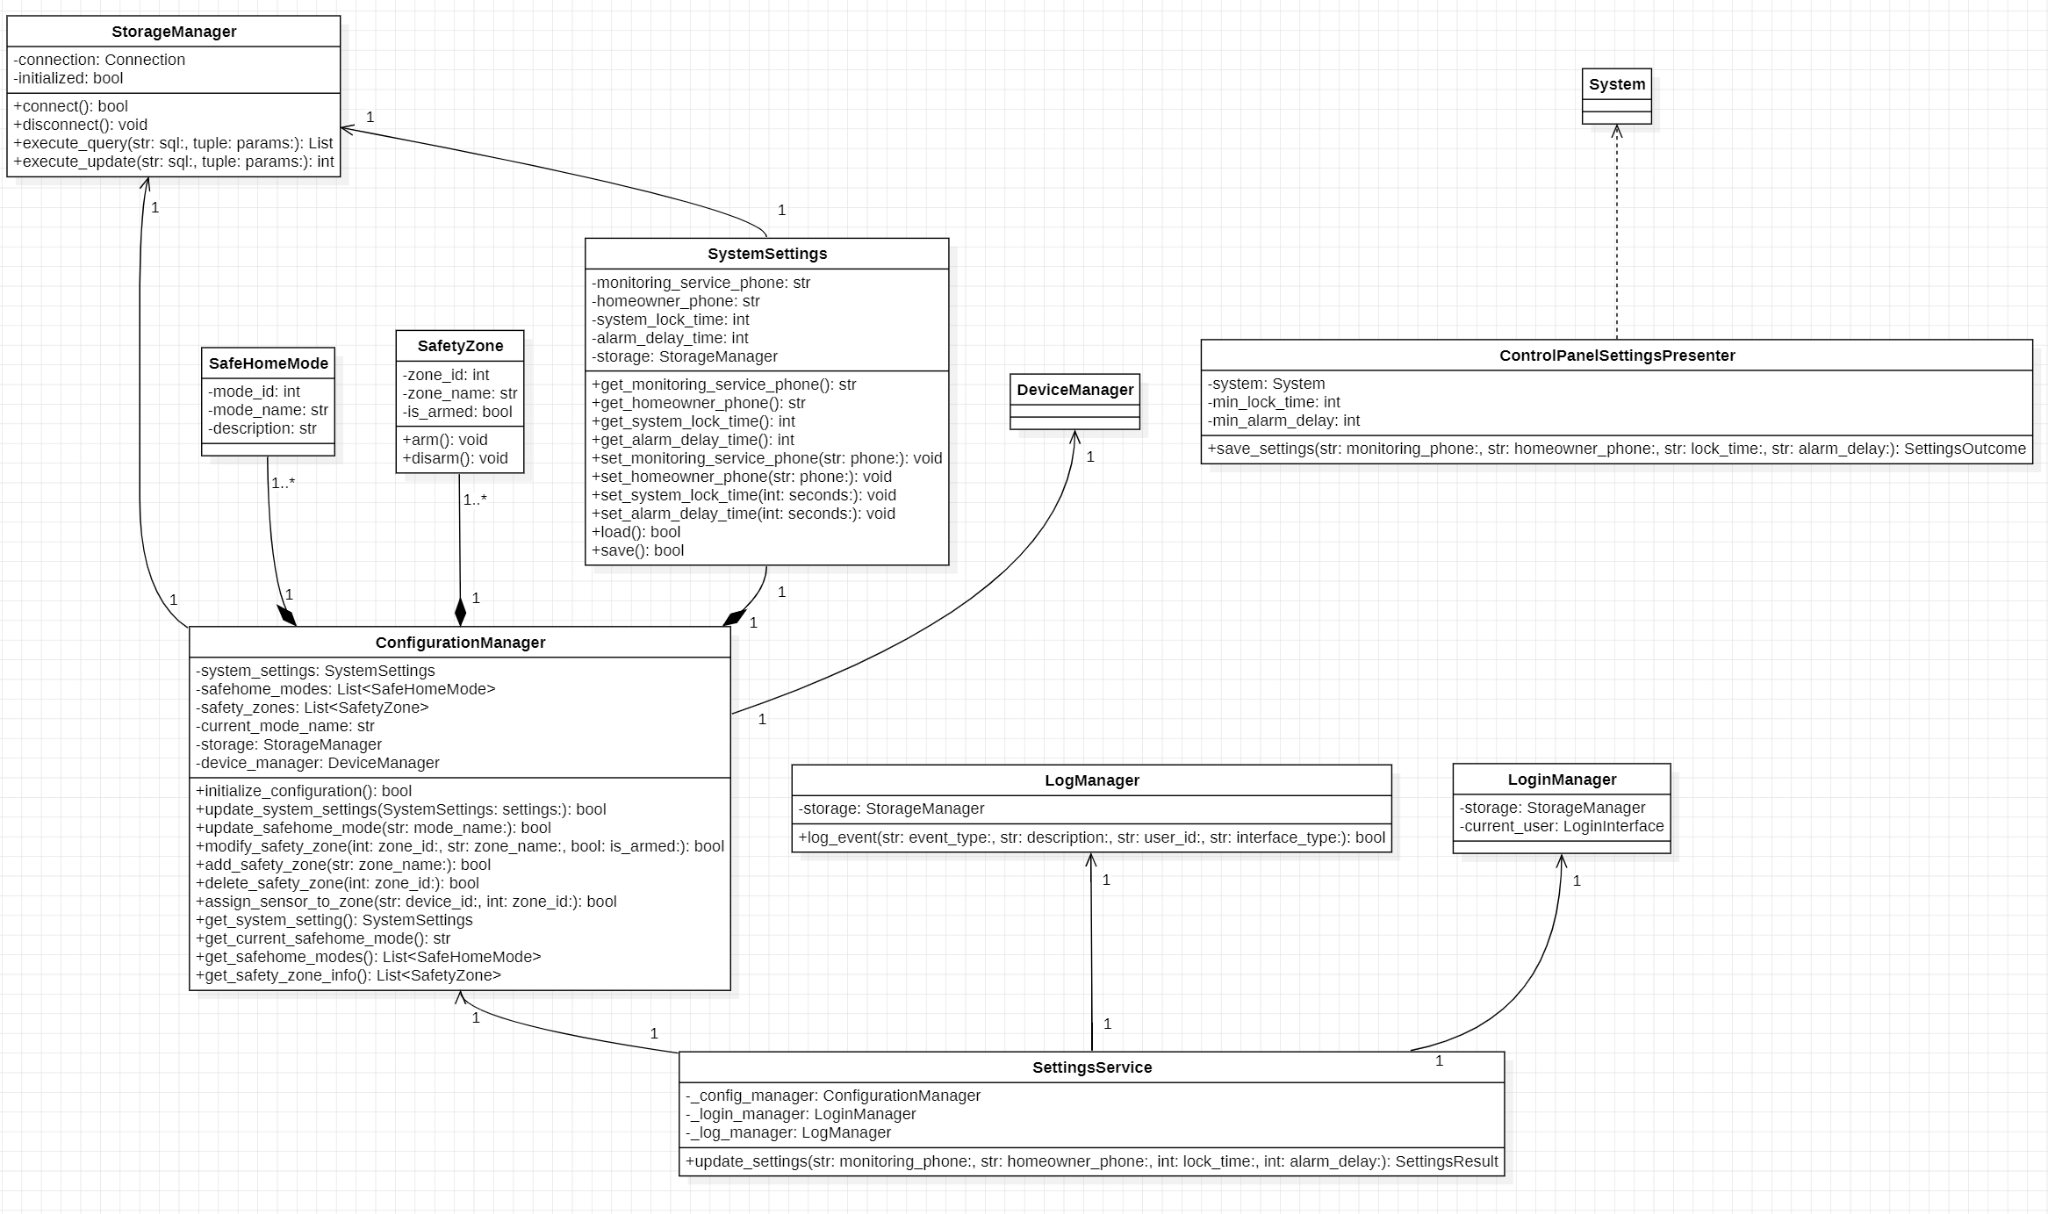 StorageManager
-connection: Connection
-initialized: bool
+connect(): bool
+disconnect(): void
+execute_query(str: sql:, tuple: params:): List
+execute_update(str: sql:, tuple: params:): int
1
1
1
1
System
SystemSettings
-monitoring_service_phone: str
-homeowner_phone: str
-system_lock_time: int
-alarm_delay_time: int
-storage: StorageManager
+get_monitoring_service_phone(): str
+get_homeowner_phone(): str
+get_system_lock_time(): int
+get_alarm_delay_time(): int
+set_monitoring_service_phone(str: phone:): void
+set_homeowner_phone(str: phone:): void
+set_system_lock_time(int: seconds:): void
+set_alarm_delay_time(int: seconds:): void
+load(): bool
+save(): bool
SafeHomeMode
-mode_id: int
-mode_name: str
-description: str
1..*
1
SafetyZone
-zone_id: int
-zone_name: str
-is_armed: bool
+arm(): void
+disarm(): void
1..*
1
1
1
DeviceManager
1
1
ControlPanelSettingsPresenter
-system: System
-min_lock_time: int
-min_alarm_delay: int
+save_settings(str: monitoring_phone:, str: homeowner_phone:, str: lock_time:, str: alarm_delay:): SettingsOutcome
ConfigurationManager
-system_settings: SystemSettings
-safehome_modes: List<SafeHomeMode>
-safety_zones: List<SafetyZone>
-current_mode_name: str
-storage: StorageManager
-device_manager: DeviceManager
+initialize_configuration(): bool
+update_system_settings(SystemSettings: settings:): bool
+update_safehome_mode(str: mode_name:): bool
+modify_safety_zone(int: zone_id:, str: zone_name:, bool: is_armed:): bool
+add_safety_zone(str: zone_name:): bool
+delete_safety_zone(int: zone_id:): bool
+assign_sensor_to_zone(str: device_id:, int: zone_id:): bool
+get_system_setting(): SystemSettings
+get_current_safehome_mode(): str
+get_safehome_modes(): List<SafeHomeMode>
+get_safety_zone_info(): List<SafetyZone>
1
1
LogManager
-storage: StorageManager
+log_event(str: event_type:, str: description:, str: user_id:, str: interface_type:): bool
1
1
LoginManager
-storage: StorageManager
-current_user: LoginInterface
1
1
SettingsService
-_config_manager: ConfigurationManager
-_login_manager: LoginManager
-_log_manager: LogManager
+update_settings(str: monitoring_phone:, str: homeowner_phone:, int: lock_time:, int: alarm_delay:): SettingsResult